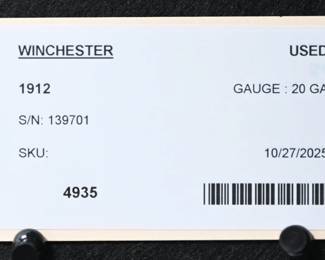 WINCHESTER USED
1912 GAUGE : 20 GA
S/N: 139701
SKU: 10/27/2025
4935